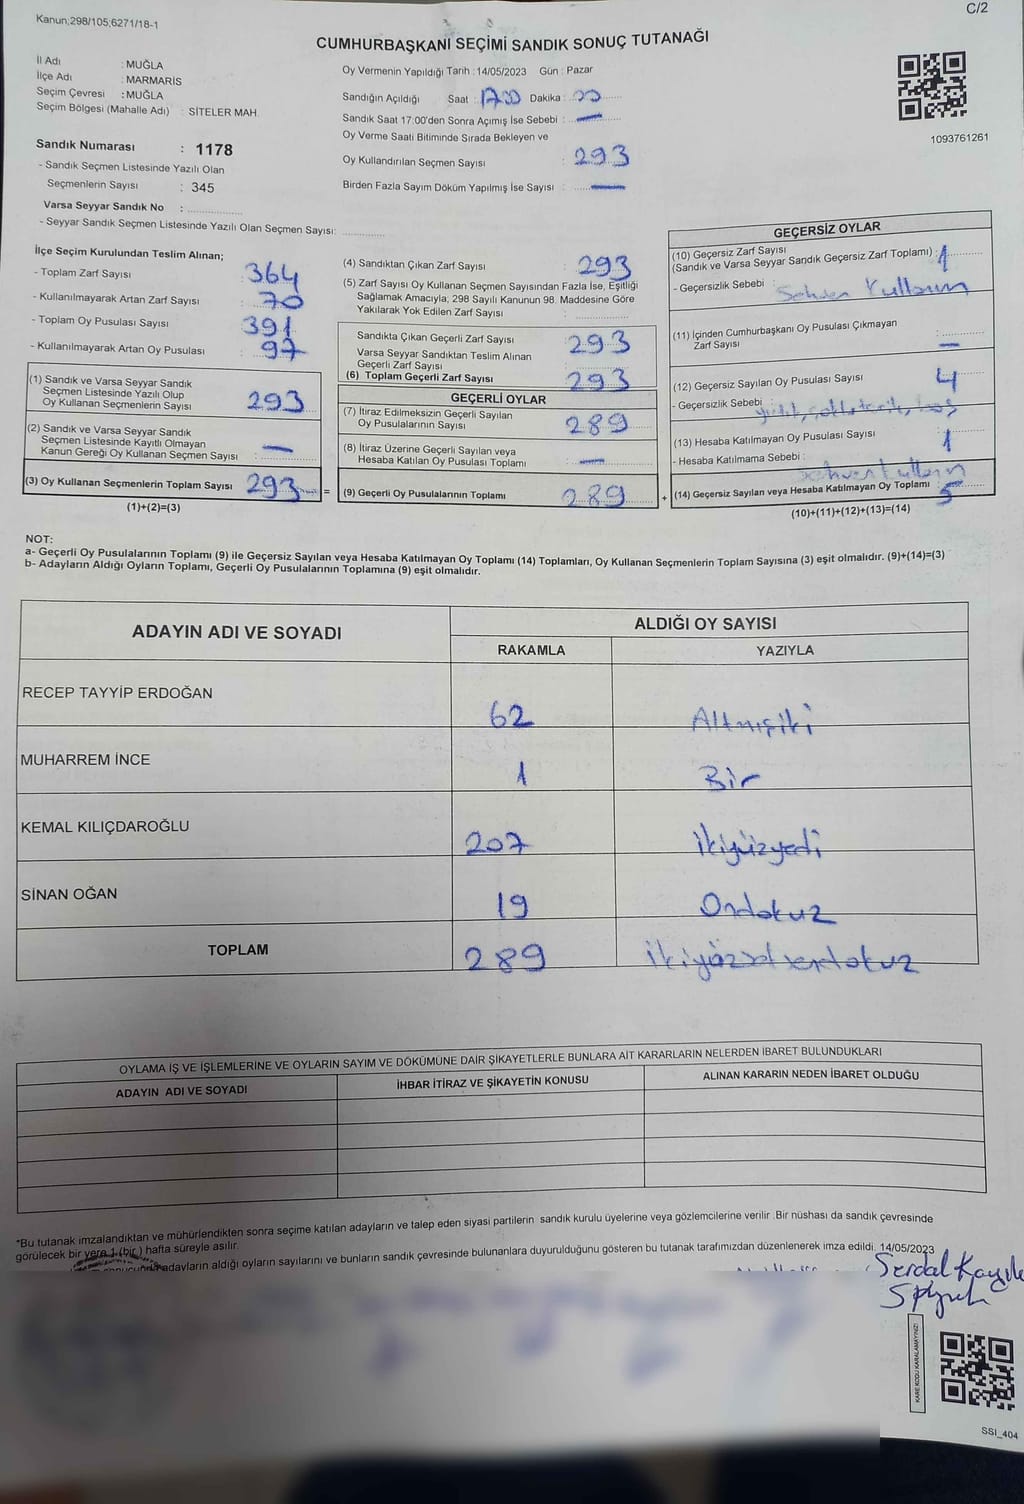 Kanun;298/105;6271/18-1
C/2
CUMHURBAŞKANI SEÇİMİ SANDIK SONUÇ TUTANAĞI
İl Adı : MUĞLA
İlçe Adı : MARMARİS
Seçim Çevresi : MUĞLA
Seçim Bölgesi (Mahalle Adı) : SİTELER MAH.
Sandık Numarası : 1178
- Sandık Seçmen Listesinde Yazılı Olan
Seçmenlerin Sayısı : 345
Varsa Seyyar Sandık No :
- Seyyar Sandık Seçmen Listesinde Yazılı Olan Seçmen Sayısı:
Oy Vermenin Yapıldığı Tarih : 14/05/2023 Gün : Pazar
Sandığın Açıldığı Saat : 17.00 Dakika : 00
Sandık Saat 17:00'den Sonra Açımış İse Sebebi : —
Oy Verme Saati Bitiminde Sırada Bekleyen ve
Oy Kullandırılan Seçmen Sayısı : 293
Birden Fazla Sayım Döküm Yapılmış İse Sayısı : —
1093761261
İlçe Seçim Kurulundan Teslim Alınan;
- Toplam Zarf Sayısı : 364
- Kullanılmayarak Artan Zarf Sayısı : 70
- Toplam Oy Pusulası Sayısı : 391
- Kullanılmayarak Artan Oy Pusulası : 97
(1) Sandık ve Varsa Seyyar Sandık
Seçmen Listesinde Yazılı Olup
Oy Kullanan Seçmenlerin Sayısı : 293
(2) Sandık ve Varsa Seyyar Sandık
Seçmen Listesinde Kayıtlı Olmayan
Kanun Gereği Oy Kullanan Seçmen Sayısı : —
(3) Oy Kullanan Seçmenlerin Toplam Sayısı : 293 =
(1)+(2)=(3)
(4) Sandıktan Çıkan Zarf Sayısı : 293
(5) Zarf Sayısı Oy Kullanan Seçmen Sayısından Fazla İse, Eşitliği
Sağlamak Amacıyla, 298 Sayılı Kanunun 98. Maddesine Göre
Yakılarak Yok Edilen Zarf Sayısı :
Sandıkta Çıkan Geçerli Zarf Sayısı : 293
Varsa Seyyar Sandıktan Teslim Alınan
Geçerli Zarf Sayısı :
(6) Toplam Geçerli Zarf Sayısı : 293
GEÇERLİ OYLAR
(7) İtiraz Edilmeksizin Geçerli Sayılan
Oy Pusulalarının Sayısı : 289
(8) İtiraz Üzerine Geçerli Sayılan veya
Hesaba Katılan Oy Pusulası Toplamı : —
(9) Geçerli Oy Pusulalarının Toplamı : 289 +
GEÇERSİZ OYLAR
(10) Geçersiz Zarf Sayısı
(Sandık ve Varsa Seyyar Sandık Geçersiz Zarf Toplamı) : 1
- Geçersizlik Sebebi : Sehven Kullanım
(11) İçinden Cumhurbaşkanı Oy Pusulası Çıkmayan
Zarf Sayısı : —
(12) Geçersiz Sayılan Oy Pusulası Sayısı : 4
- Geçersizlik Sebebi :
(13) Hesaba Katılmayan Oy Pusulası Sayısı : 1
- Hesaba Katılmama Sebebi : Sehven kullanım
(14) Geçersiz Sayılan veya Hesaba Katılmayan Oy Toplamı : 5
(10)+(11)+(12)+(13)=(14)
NOT:
a- Geçerli Oy Pusulalarının Toplamı (9) ile Geçersiz Sayılan veya Hesaba Katılmayan Oy Toplamı (14) Toplamları, Oy Kullanan Seçmenlerin Toplam Sayısına (3) eşit olmalıdır. (9)+(14)=(3)
b- Adayların Aldığı Oyların Toplamı, Geçerli Oy Pusulalarının Toplamına (9) eşit olmalıdır.
ADAYIN ADI VE SOYADI ALDIĞI OY SAYISI
RAKAMLA YAZIYLA
RECEP TAYYİP ERDOĞAN 62 Altmışiki
MUHARREM İNCE 1 Bir
KEMAL KILIÇDAROĞLU 207 ikiyüzyedi
SİNAN OĞAN 19 Ondokuz
TOPLAM 289 ikiyüzseksendokuz
OYLAMA İŞ VE İŞLEMLERİNE VE OYLARIN SAYIM VE DÖKÜMÜNE DAİR ŞİKAYETLERLE BUNLARA AİT KARARLARIN NELERDEN İBARET BULUNDUKLARI
ADAYIN ADI VE SOYADI İHBAR İTİRAZ VE ŞİKAYETİN KONUSU ALINAN KARARIN NEDEN İBARET OLDUĞU
*Bu tutanak imzalandıktan ve mühürlendikten sonra seçime katılan adayların ve talep eden siyasi partilerin sandık kurulu üyelerine veya gözlemcilerine verilir .Bir nüshası da sandık çevresinde
görülecek bir yere 1 (bir ) hafta süreyle asılır.
adayların aldığı oyların sayılarını ve bunların sandık çevresinde bulunanlara duyurulduğunu gösteren bu tutanak tarafımızdan düzenlenerek imza edildi. 14/05/2023
Serdal
KARE KODU KARALAMAYINIZ!
SSI_404